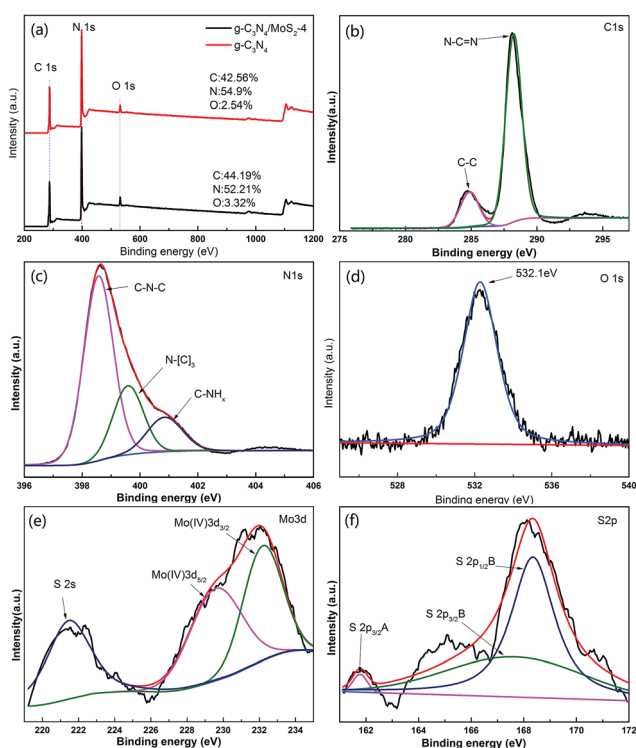 (a)
g-C₃N₄/MoS₂-4
g-C₃N₄
N 1s
C 1s
O 1s
C:42.56%
N:54.9%
O:2.54%
C:44.19%
N:52.21%
O:3.32%
Intensity (a.u.)
200 400 600 800 1000 1200
Binding energy (eV)
(b)
C1s
N-C=N
C-C
Intensity(a.u.)
275 280 285 290 295
Binding energy (eV)
(c)
N1s
C-N-C
N-[C]₃
C-NHₓ
Intensity(a.u.)
396 398 400 402 404 406
Binding energy (eV)
(d)
O 1s
532.1eV
Intensity (a.u.)
528 532 536 540
Binding energy (eV)
(e)
Mo3d
Mo(IV)3d₃/₂
Mo(IV)3d₅/₂
S 2s
Intensity(a.u.)
220 222 224 226 228 230 232 234
Binding energy (eV)
(f)
S2p
S 2p₁/₂B
S 2p₃/₂B
S 2p₃/₂A
Intensity(a.u.)
162 164 166 168 170 172
Binding energy (eV)